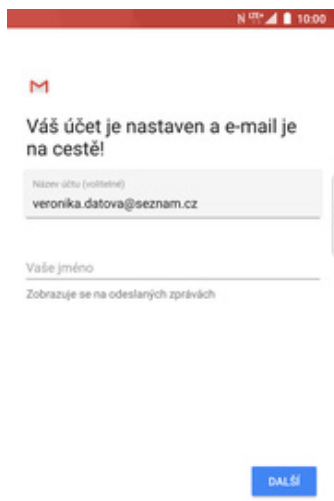 N LTE+ 10:00
Váš účet je nastaven a e-mail je
na cestě!
Název účtu (volitelné)
veronika.datova@seznam.cz
Vaše jméno
Zobrazuje se na odeslaných zprávách
DALŠÍ